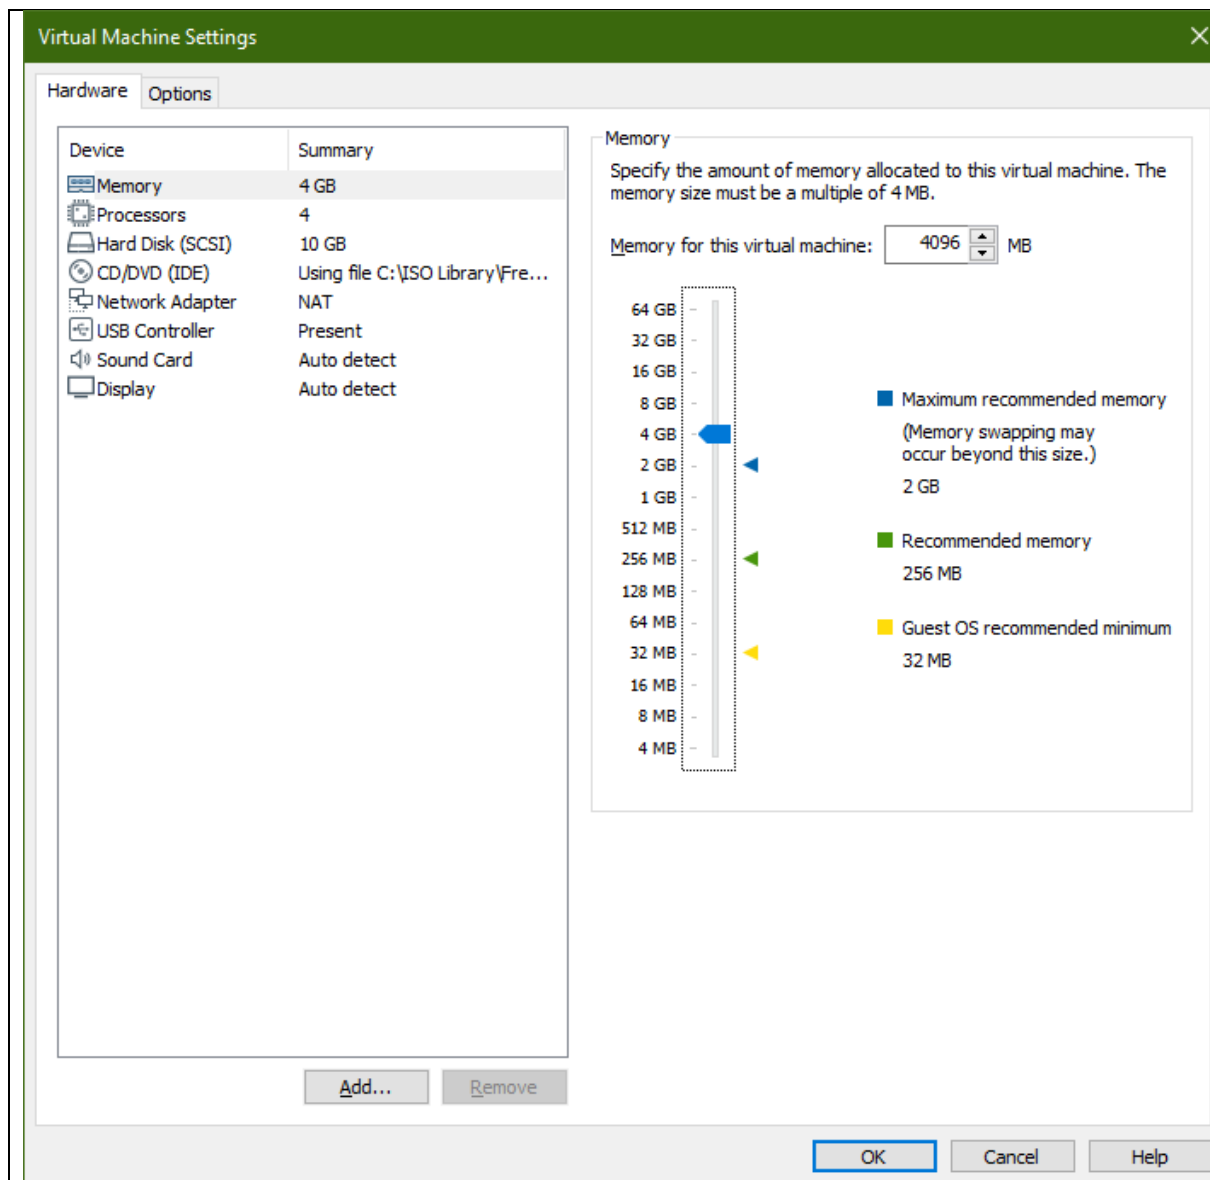 Virtual Machine Settings
Hardware Options
Device Summary
Memory 4 GB
Processors 4
Hard Disk (SCSI) 10 GB
CD/DVD (IDE) Using file C:\ISO Library\Fre...
Network Adapter NAT
USB Controller Present
Sound Card Auto detect
Display Auto detect
Add... Remove
Memory
Specify the amount of memory allocated to this virtual machine. The
memory size must be a multiple of 4 MB.
Memory for this virtual machine: 4096 MB
64 GB
32 GB
16 GB
8 GB
4 GB
2 GB
1 GB
512 MB
256 MB
128 MB
64 MB
32 MB
16 MB
8 MB
4 MB
Maximum recommended memory
(Memory swapping may
occur beyond this size.)
2 GB
Recommended memory
256 MB
Guest OS recommended minimum
32 MB
OK Cancel Help